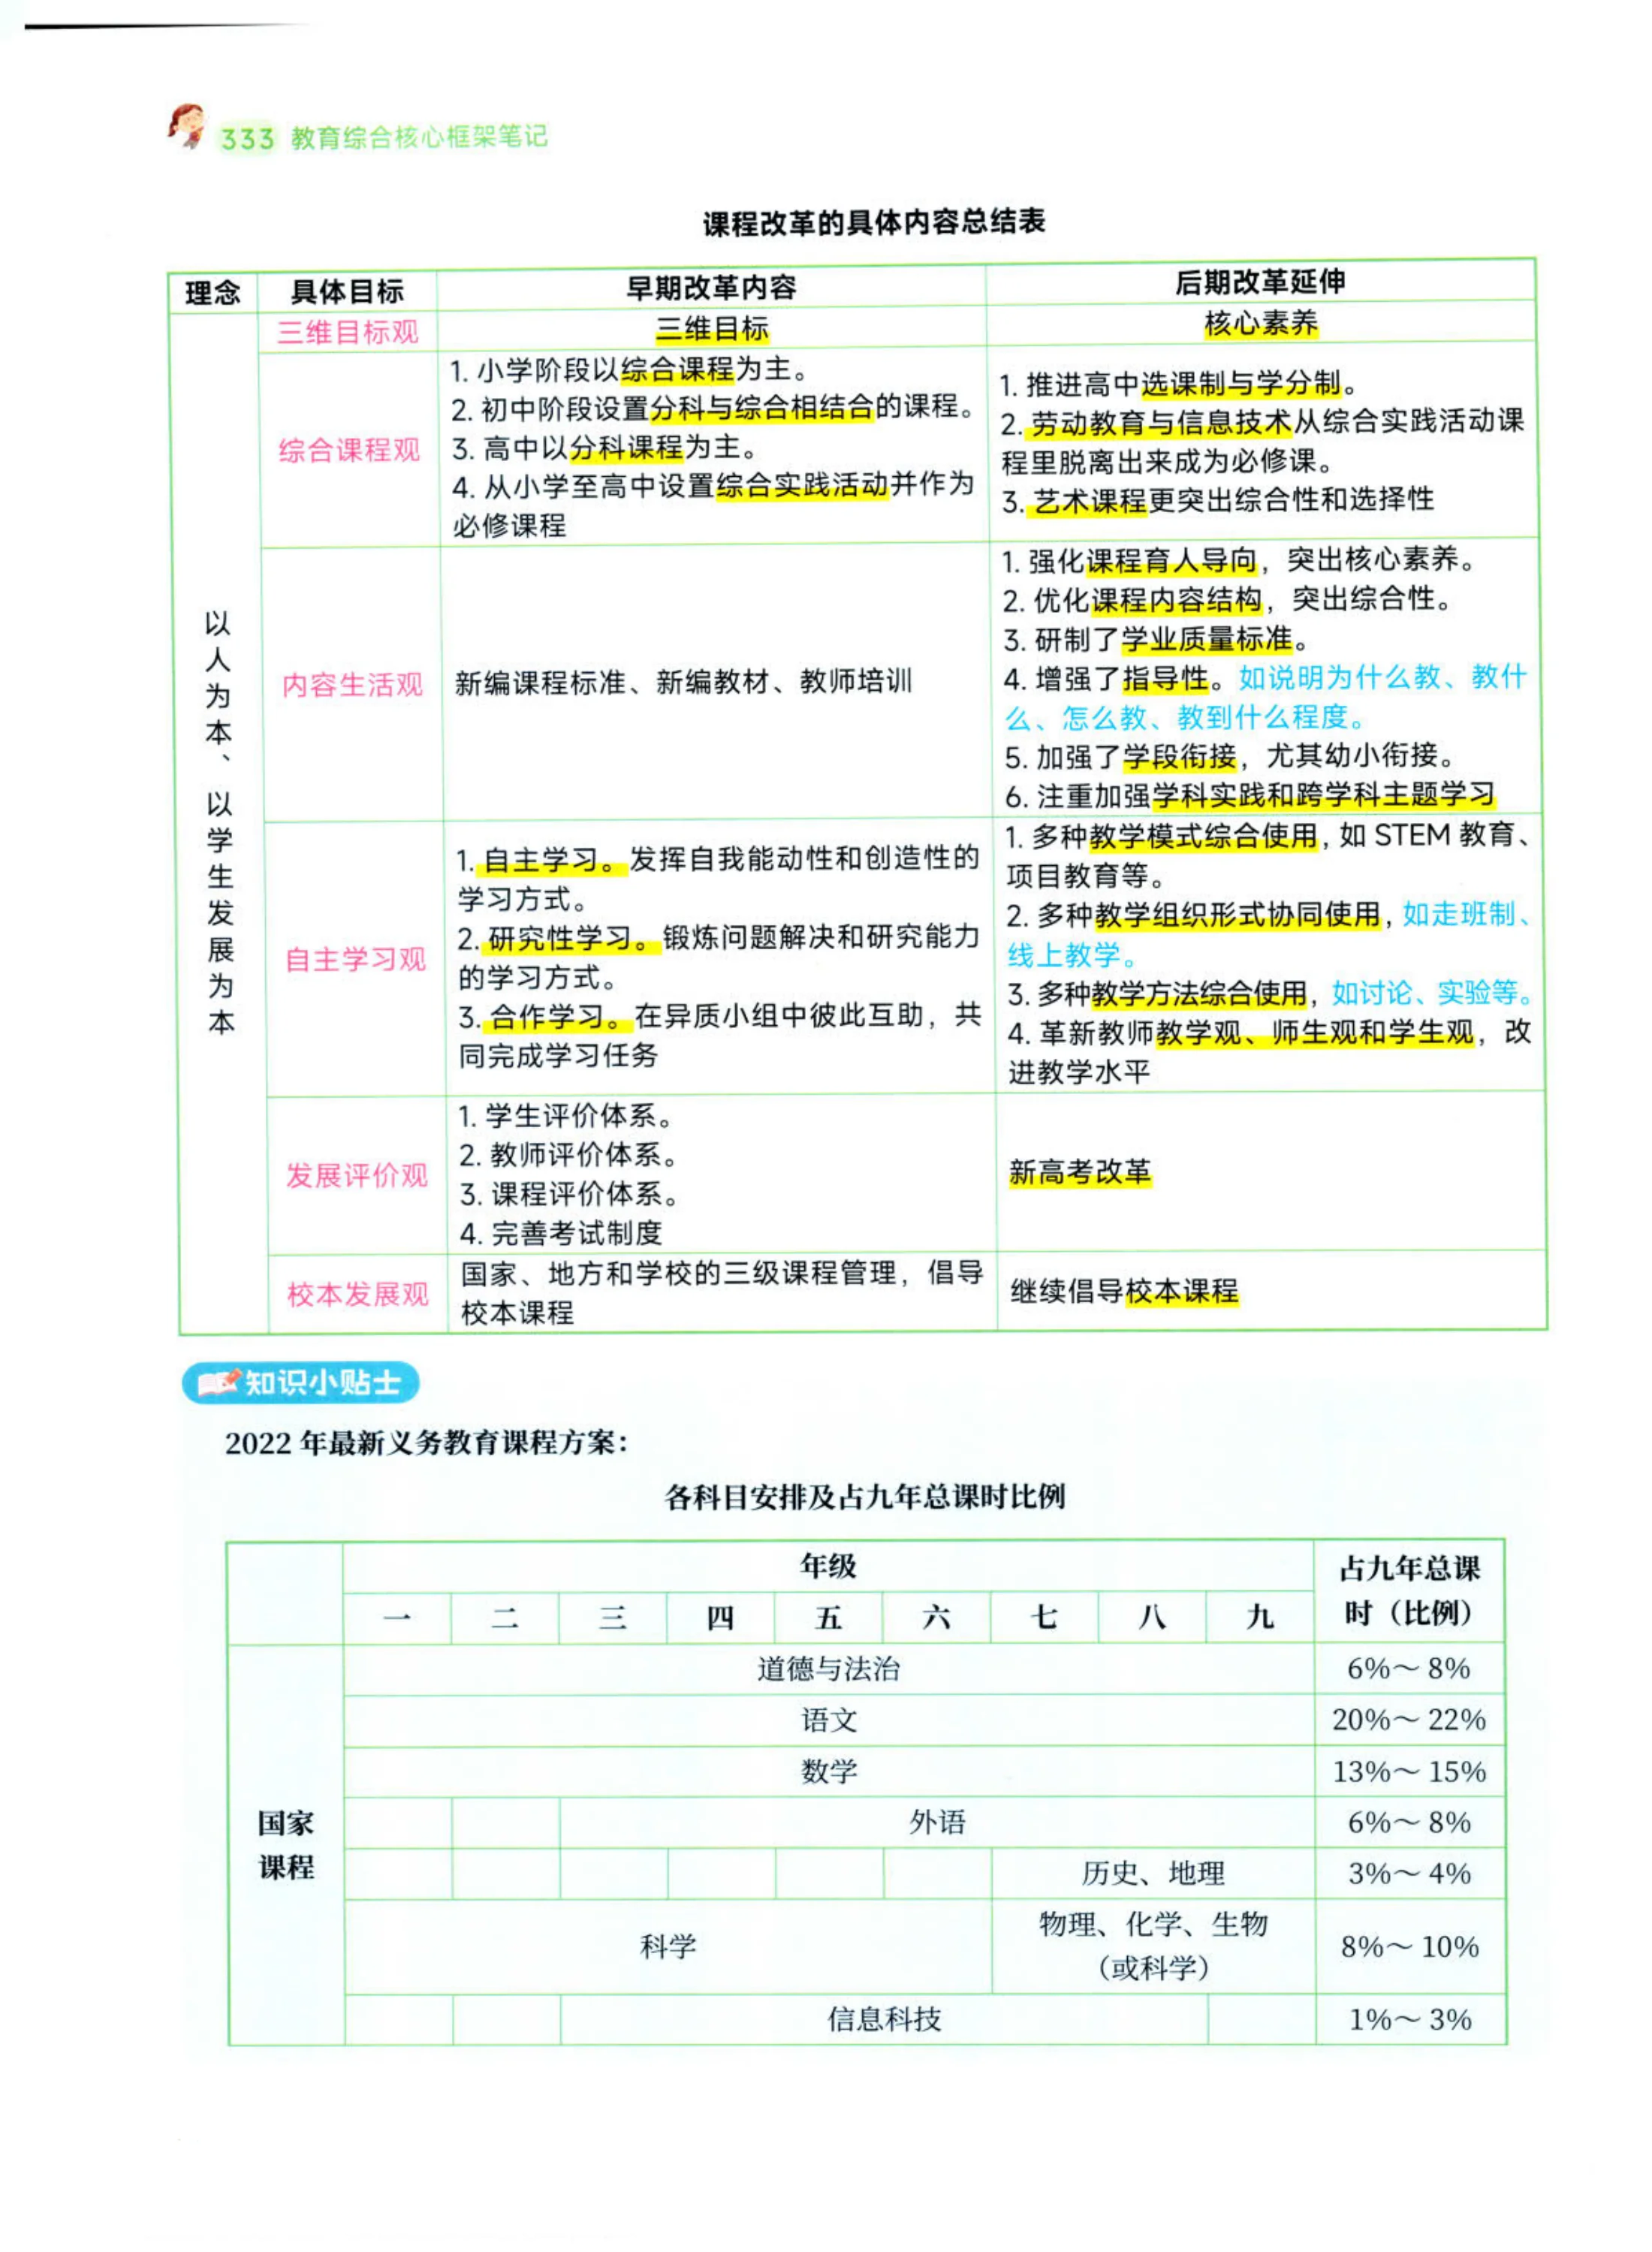 333 教育综合核心框架笔记
课程改革的具体内容总结表
理念
具体目标
早期改革内容
后期改革延伸
以人为本、以学生发展为本
三维目标观
三维目标
核心素养
综合课程观
1. 小学阶段以综合课程为主。
2. 初中阶段设置分科与综合相结合的课程。
3. 高中以分科课程为主。
4. 从小学至高中设置综合实践活动并作为
必修课程
1. 推进高中选课制与学分制。
2. 劳动教育与信息技术从综合实践活动课
程里脱离出来成为必修课。
3. 艺术课程更突出综合性和选择性
内容生活观
新编课程标准、新编教材、教师培训
1. 强化课程育人导向，突出核心素养。
2. 优化课程内容结构，突出综合性。
3. 研制了学业质量标准。
4. 增强了指导性。如说明为什么教、教什
么、怎么教、教到什么程度。
5. 加强了学段衔接，尤其幼小衔接。
6. 注重加强学科实践和跨学科主题学习
自主学习观
1. 自主学习。发挥自我能动性和创造性的
学习方式。
2. 研究性学习。锻炼问题解决和研究能力
的学习方式。
3. 合作学习。在异质小组中彼此互助，共
同完成学习任务
1. 多种教学模式综合使用，如 STEM 教育、
项目教育等。
2. 多种教学组织形式协同使用，如走班制、
线上教学。
3. 多种教学方法综合使用，如讨论、实验等。
4. 革新教师教学观、师生观和学生观，改
进教学水平
发展评价观
1. 学生评价体系。
2. 教师评价体系。
3. 课程评价体系。
4. 完善考试制度
新高考改革
校本发展观
国家、地方和学校的三级课程管理，倡导
校本课程
继续倡导校本课程
知识小贴士
2022 年最新义务教育课程方案：
各科目安排及占九年总课时比例
年级
占九年总课
时（比例）
一 二 三 四 五 六 七 八 九
国家
课程
道德与法治 6%～8%
语文 20%～22%
数学 13%～15%
外语 6%～8%
历史、地理 3%～4%
科学
物理、化学、生物
（或科学）
8%～10%
信息科技 1%～3%